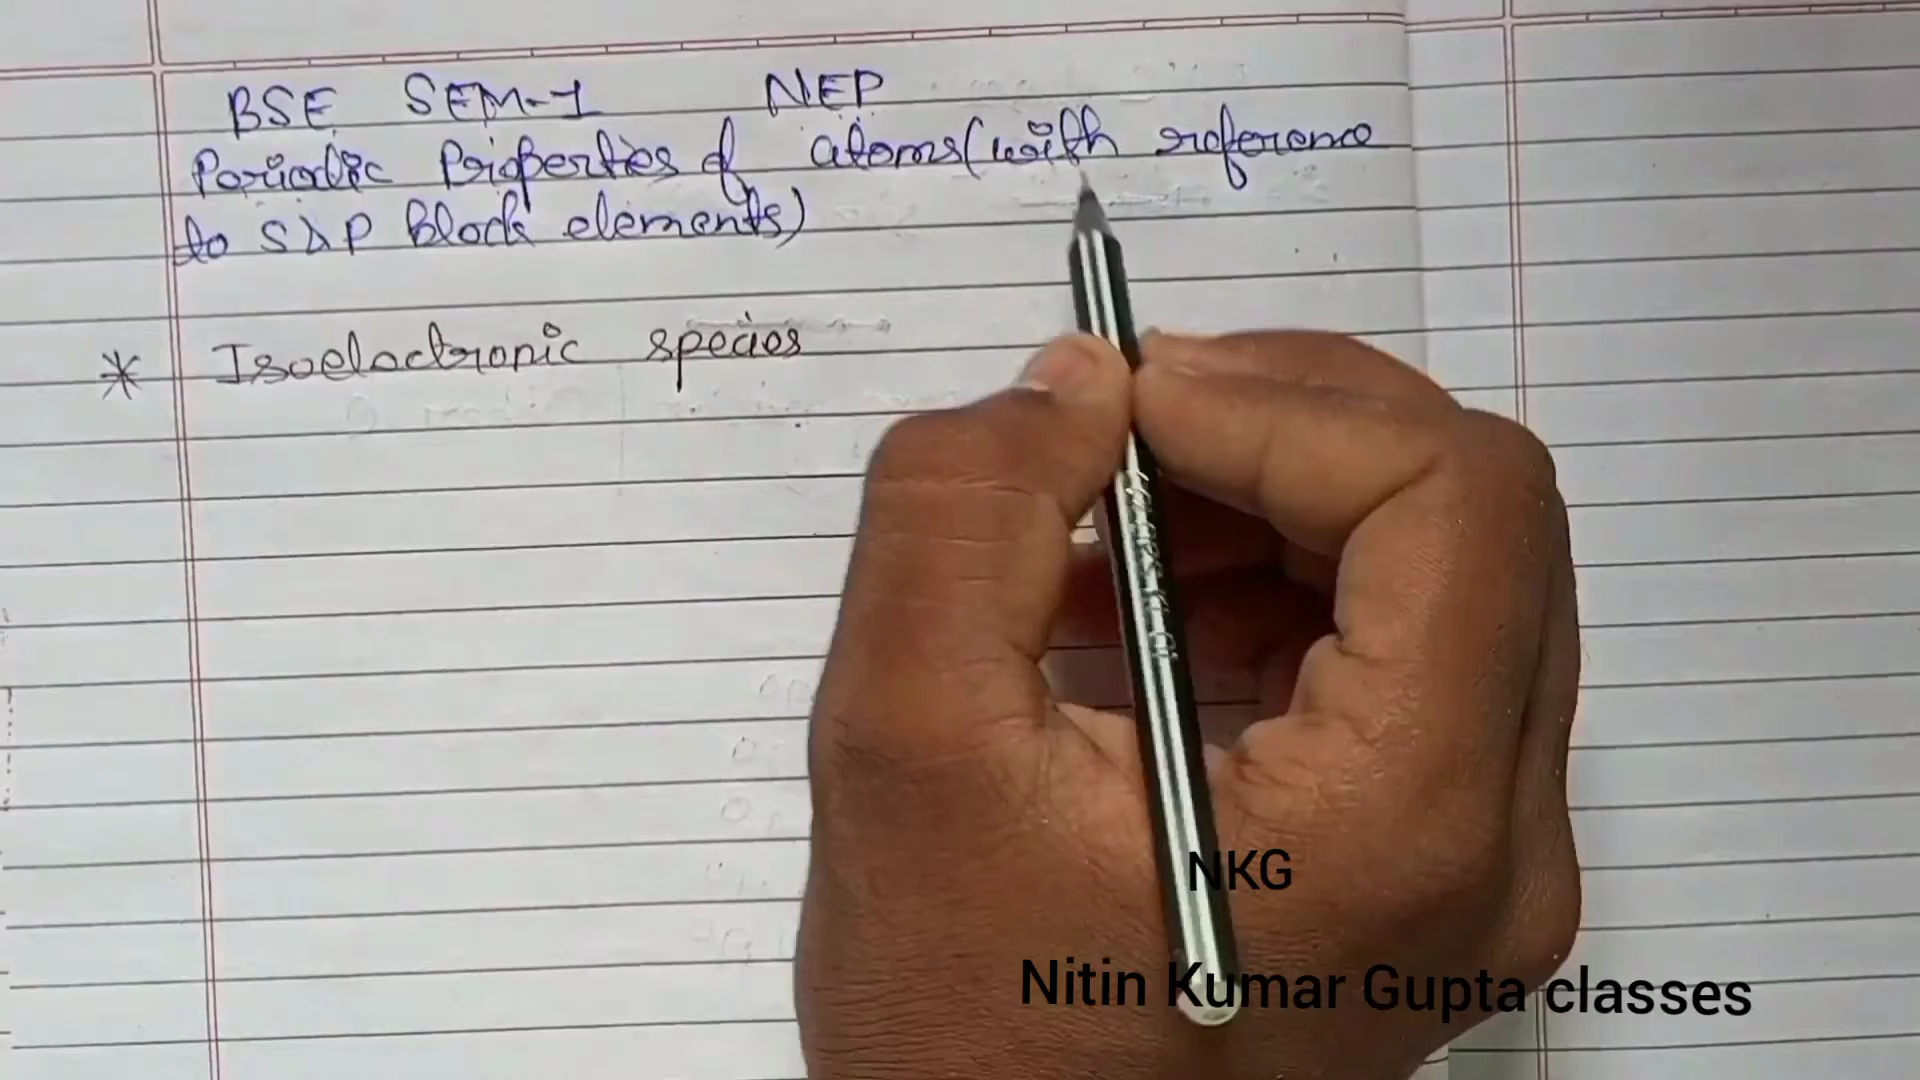 BSE SEM-1 NEP
Periodic Properties of atoms (with reference
to S & P Block elements)
* Isoelectronic species
NKG
Nitin Kumar Gupta classes